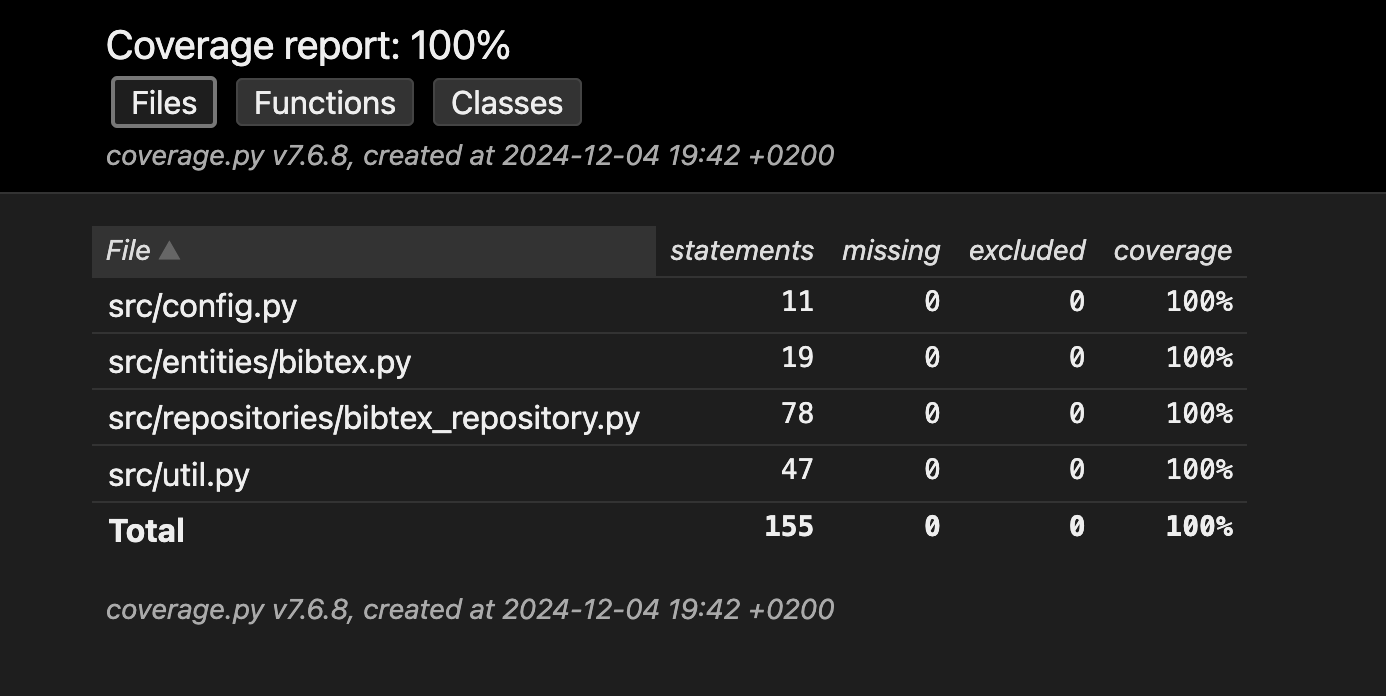 Coverage report: 100%
Files Functions Classes
coverage.py v7.6.8, created at 2024-12-04 19:42 +0200
File ▲ statements missing excluded coverage
src/config.py 11 0 0 100%
src/entities/bibtex.py 19 0 0 100%
src/repositories/bibtex_repository.py 78 0 0 100%
src/util.py 47 0 0 100%
Total 155 0 0 100%
coverage.py v7.6.8, created at 2024-12-04 19:42 +0200